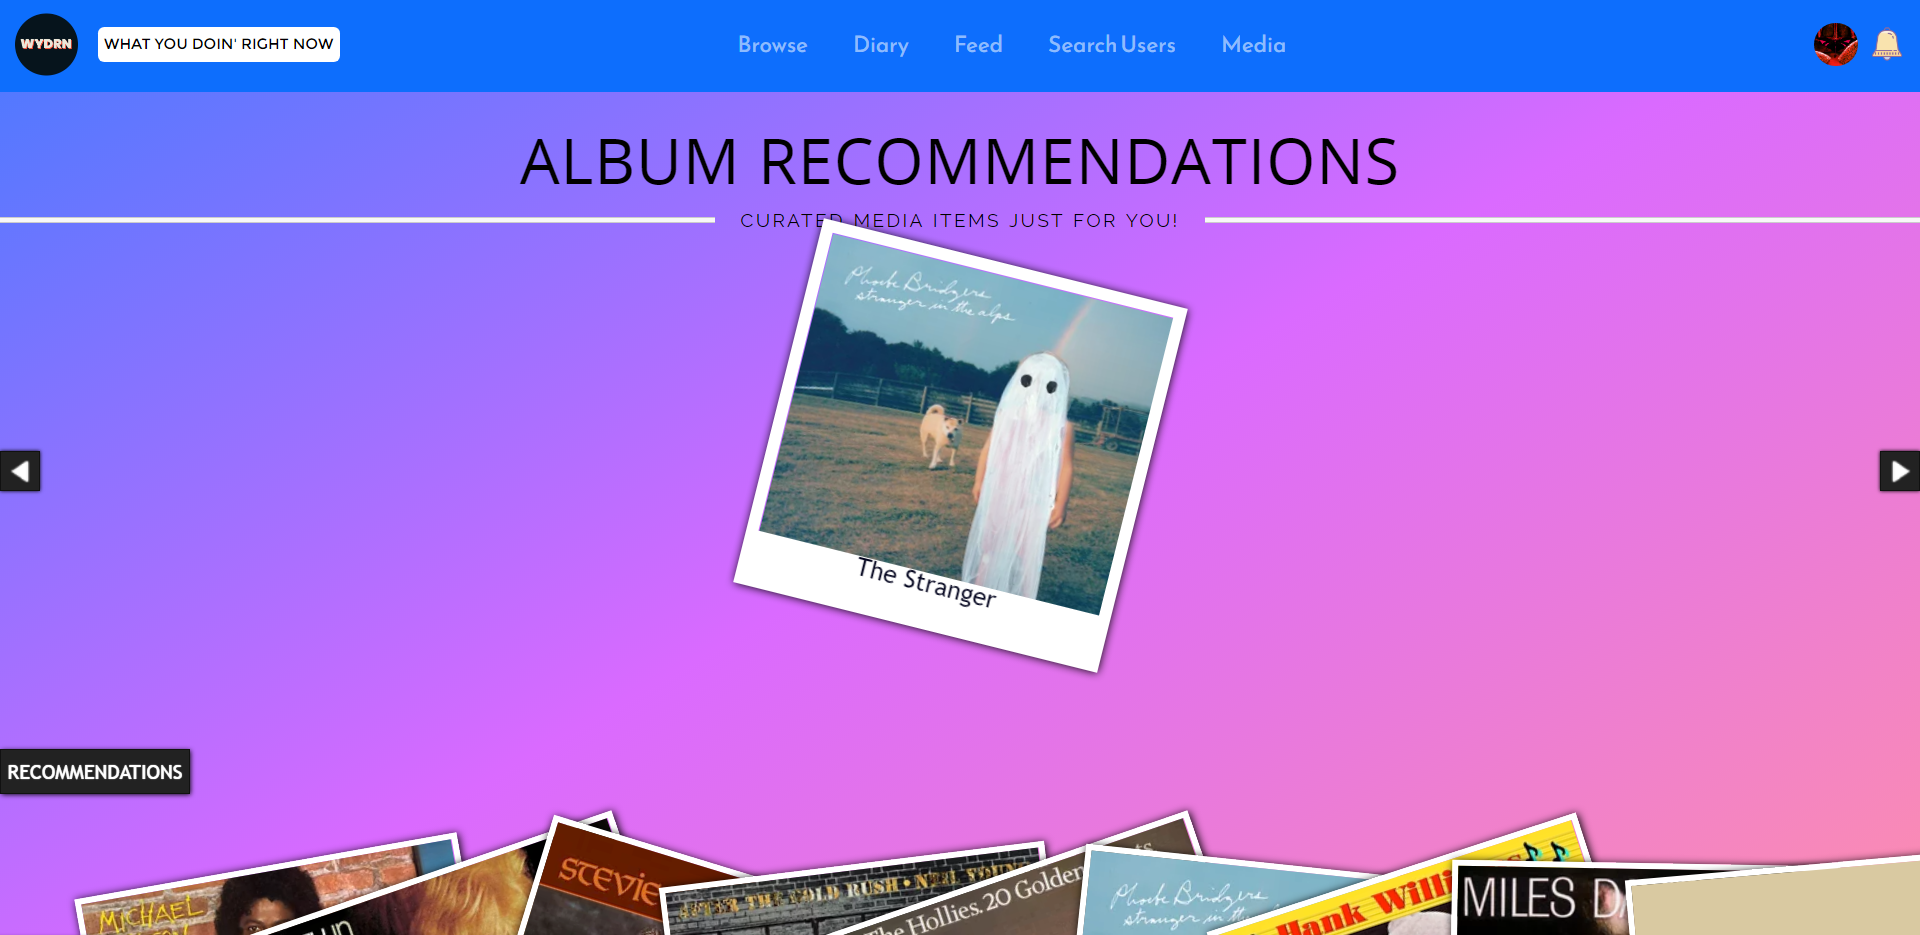 WYDRN
WHAT YOU DOIN' RIGHT NOW
Browse
Diary
Feed
Search Users
Media
ALBUM RECOMMENDATIONS
CURATED MEDIA ITEMS JUST FOR YOU!
Phoebe Bridgers
stranger in the alps
The Stranger
RECOMMENDATIONS
MICHAEL
STEVIE
AFTER THE GOLD RUSH • NEIL YOUNG
The Hollies. 20 Golden
Phoebe Bridgers
stranger in the
Hank Willi
MILES DA